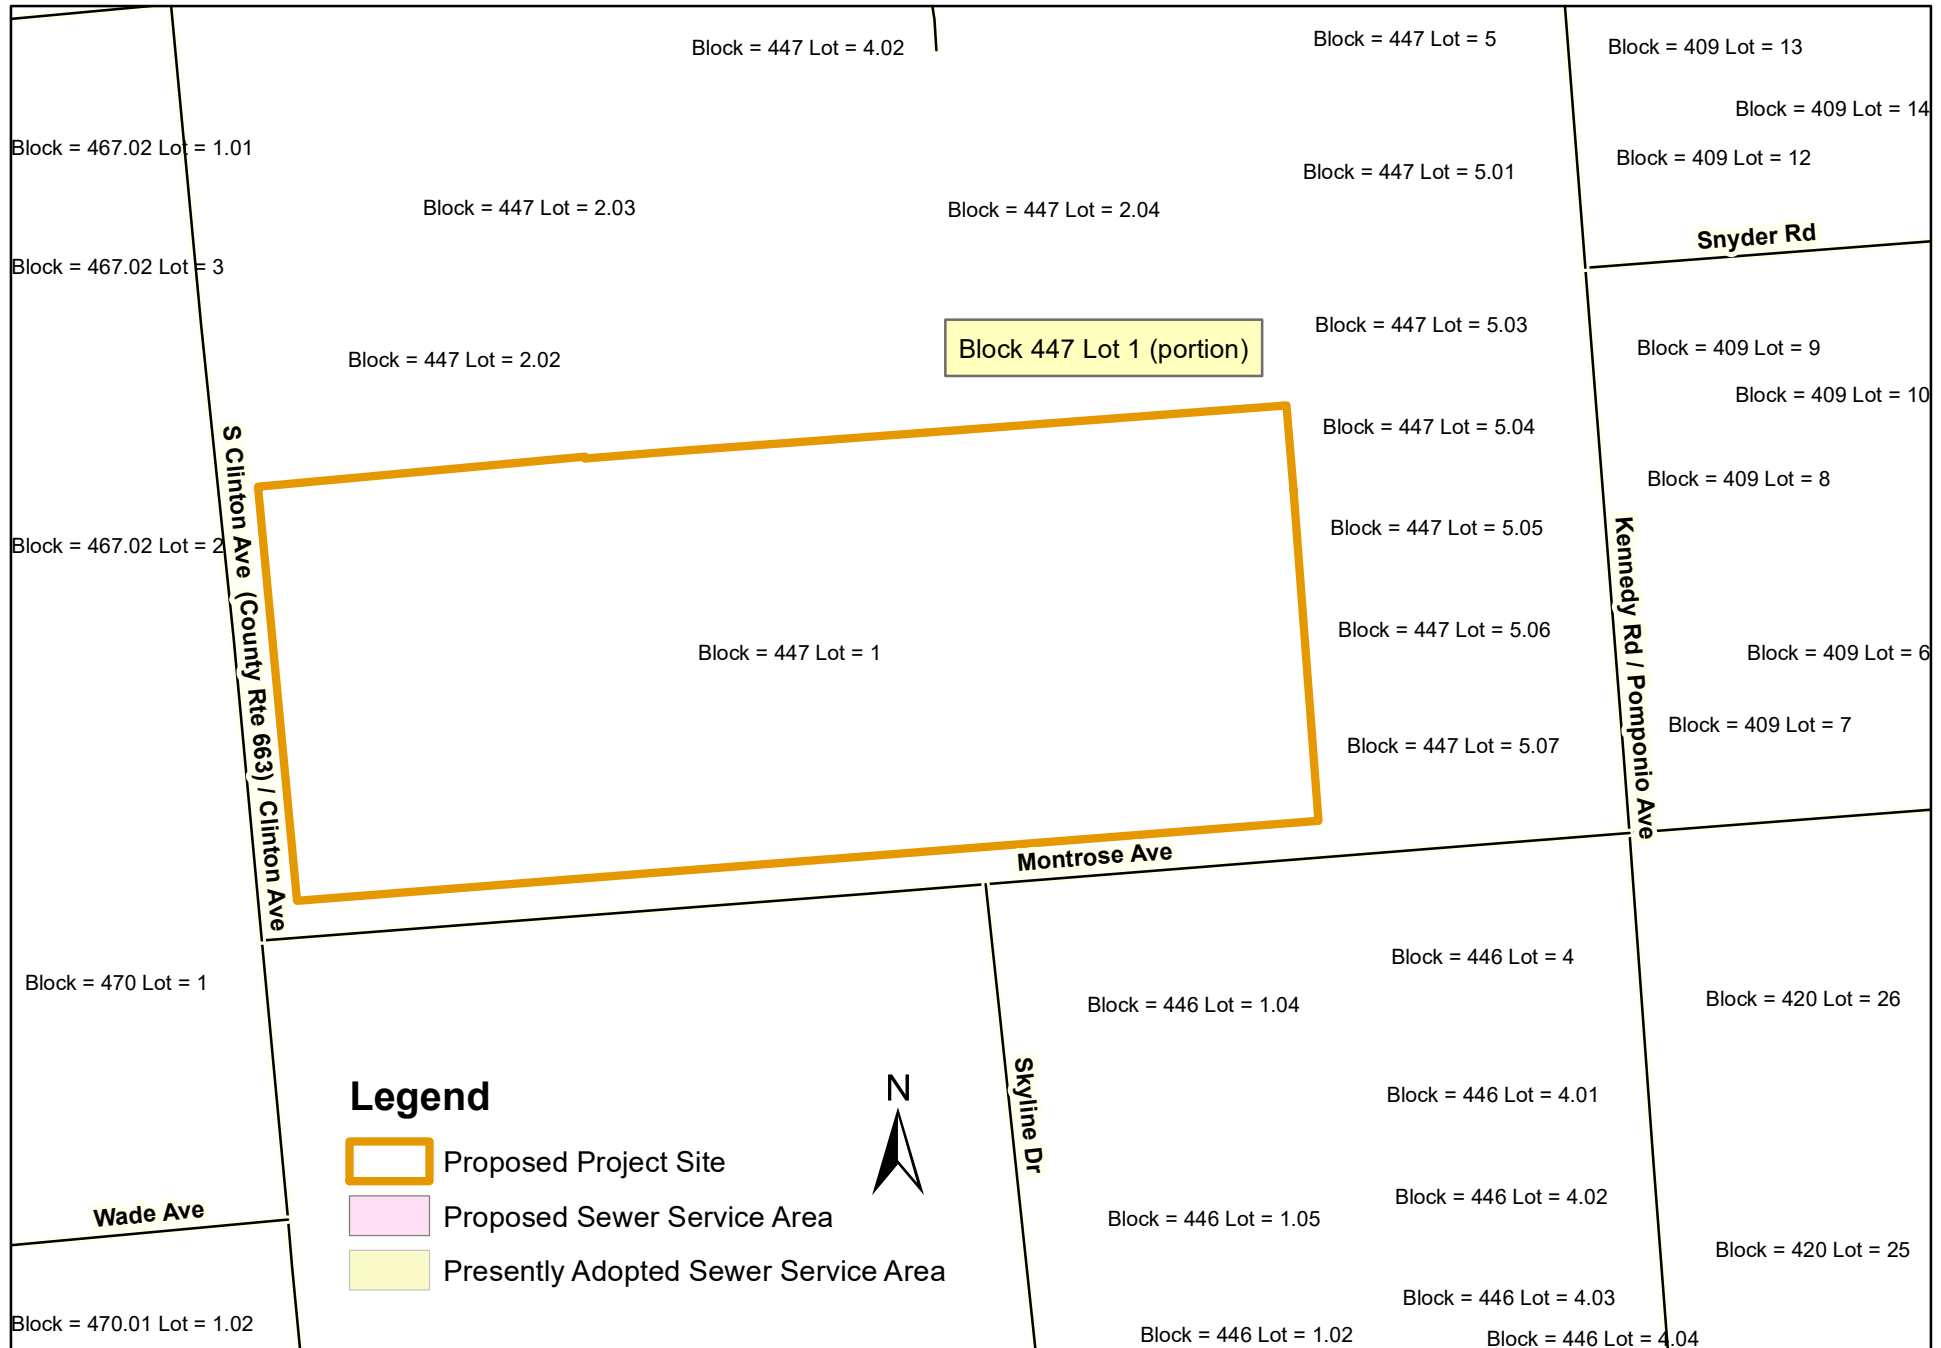 Block = 447 Lot = 4.02
Block = 447 Lot = 5
Block = 409 Lot = 13
Block = 409 Lot = 14
Block = 467.02 Lot = 1.01
Block = 409 Lot = 12
Block = 447 Lot = 5.01
Block = 447 Lot = 2.03
Block = 447 Lot = 2.04
Snyder Rd
Block = 467.02 Lot = 3
Block = 447 Lot = 5.03
Block 447 Lot 1 (portion)
Block = 409 Lot = 9
Block = 447 Lot = 2.02
Block = 409 Lot = 10
Block = 447 Lot = 5.04
Block = 409 Lot = 8
S Clinton Ave (County Rte 663) / Clinton Ave
Block = 447 Lot = 5.05
Block = 467.02 Lot = 2
Kennedy Rd / Pomponio Ave
Block = 447 Lot = 5.06
Block = 447 Lot = 1
Block = 409 Lot = 6
Block = 409 Lot = 7
Block = 447 Lot = 5.07
Montrose Ave
Block = 446 Lot = 4
Block = 470 Lot = 1
Block = 446 Lot = 1.04
Block = 420 Lot = 26
Skyline Dr
Block = 446 Lot = 4.01
Legend
N
Proposed Project Site
Proposed Sewer Service Area
Presently Adopted Sewer Service Area
Block = 446 Lot = 4.02
Wade Ave
Block = 446 Lot = 1.05
Block = 420 Lot = 25
Block = 446 Lot = 4.03
Block = 470.01 Lot = 1.02
Block = 446 Lot = 1.02
Block = 446 Lot = 4.04